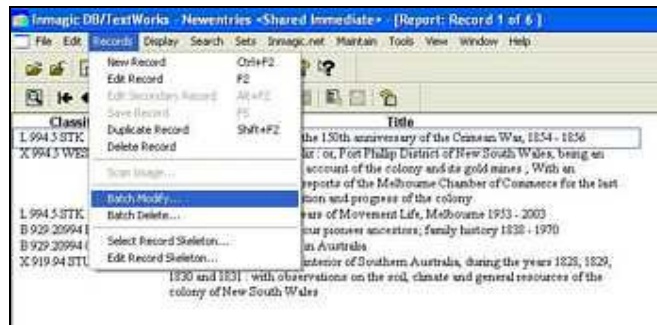 Inmagic DB/TextWorks - Newentries <Shared Immediate> - [Report: Record 1 of 6 ]
File Edit Records Display Search Sets Inmagic.net Maintain Tools View Window Help
New Record Ctrl+F2
Edit Record F2
Edit Secondary Record Alt+F2
Save Record F5
Duplicate Record Shift+F2
Delete Record
Scan Image...
Batch Modify...
Batch Delete...
Select Record Skeleton...
Edit Record Skeleton...
Classif Title
L 994.5 STK the 150th anniversary of the Crimean War, 1854 - 1856
X 994.5 WES or, Port Phillip District of New South Wales, being an
account of the colony and its gold mines ; With an
reports of the Melbourne Chamber of Commerce for the last
tion and progress of the colony
L 994.5 STK ears of Movement Life, Melbourne 1953 - 2003
B 929.20994 our pioneer ancestors; family history 1838 - 1970
B 929.20994 in Australia
X 919.94 STU interior of Southern Australia, during the years 1828, 1829,
1830 and 1831 : with observations on the soil, climate and general resources of the
colony of New South Wales